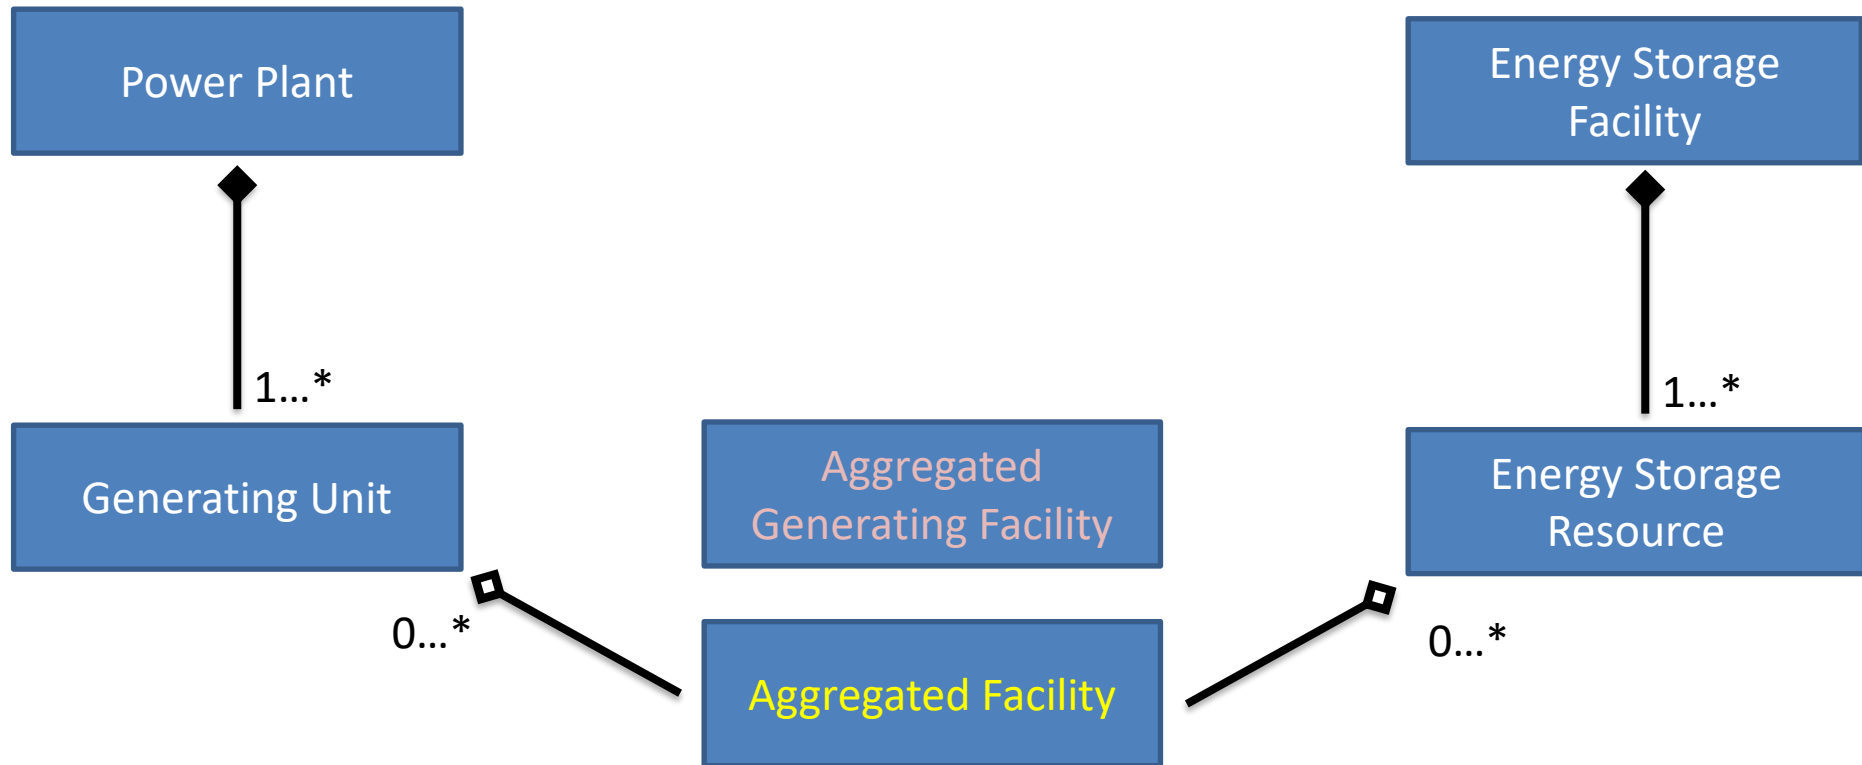 Power Plant
Energy Storage
Facility
1...*
1...*
Generating Unit
Aggregated
Generating Facility
Energy Storage
Resource
0...*
0...*
Aggregated Facility